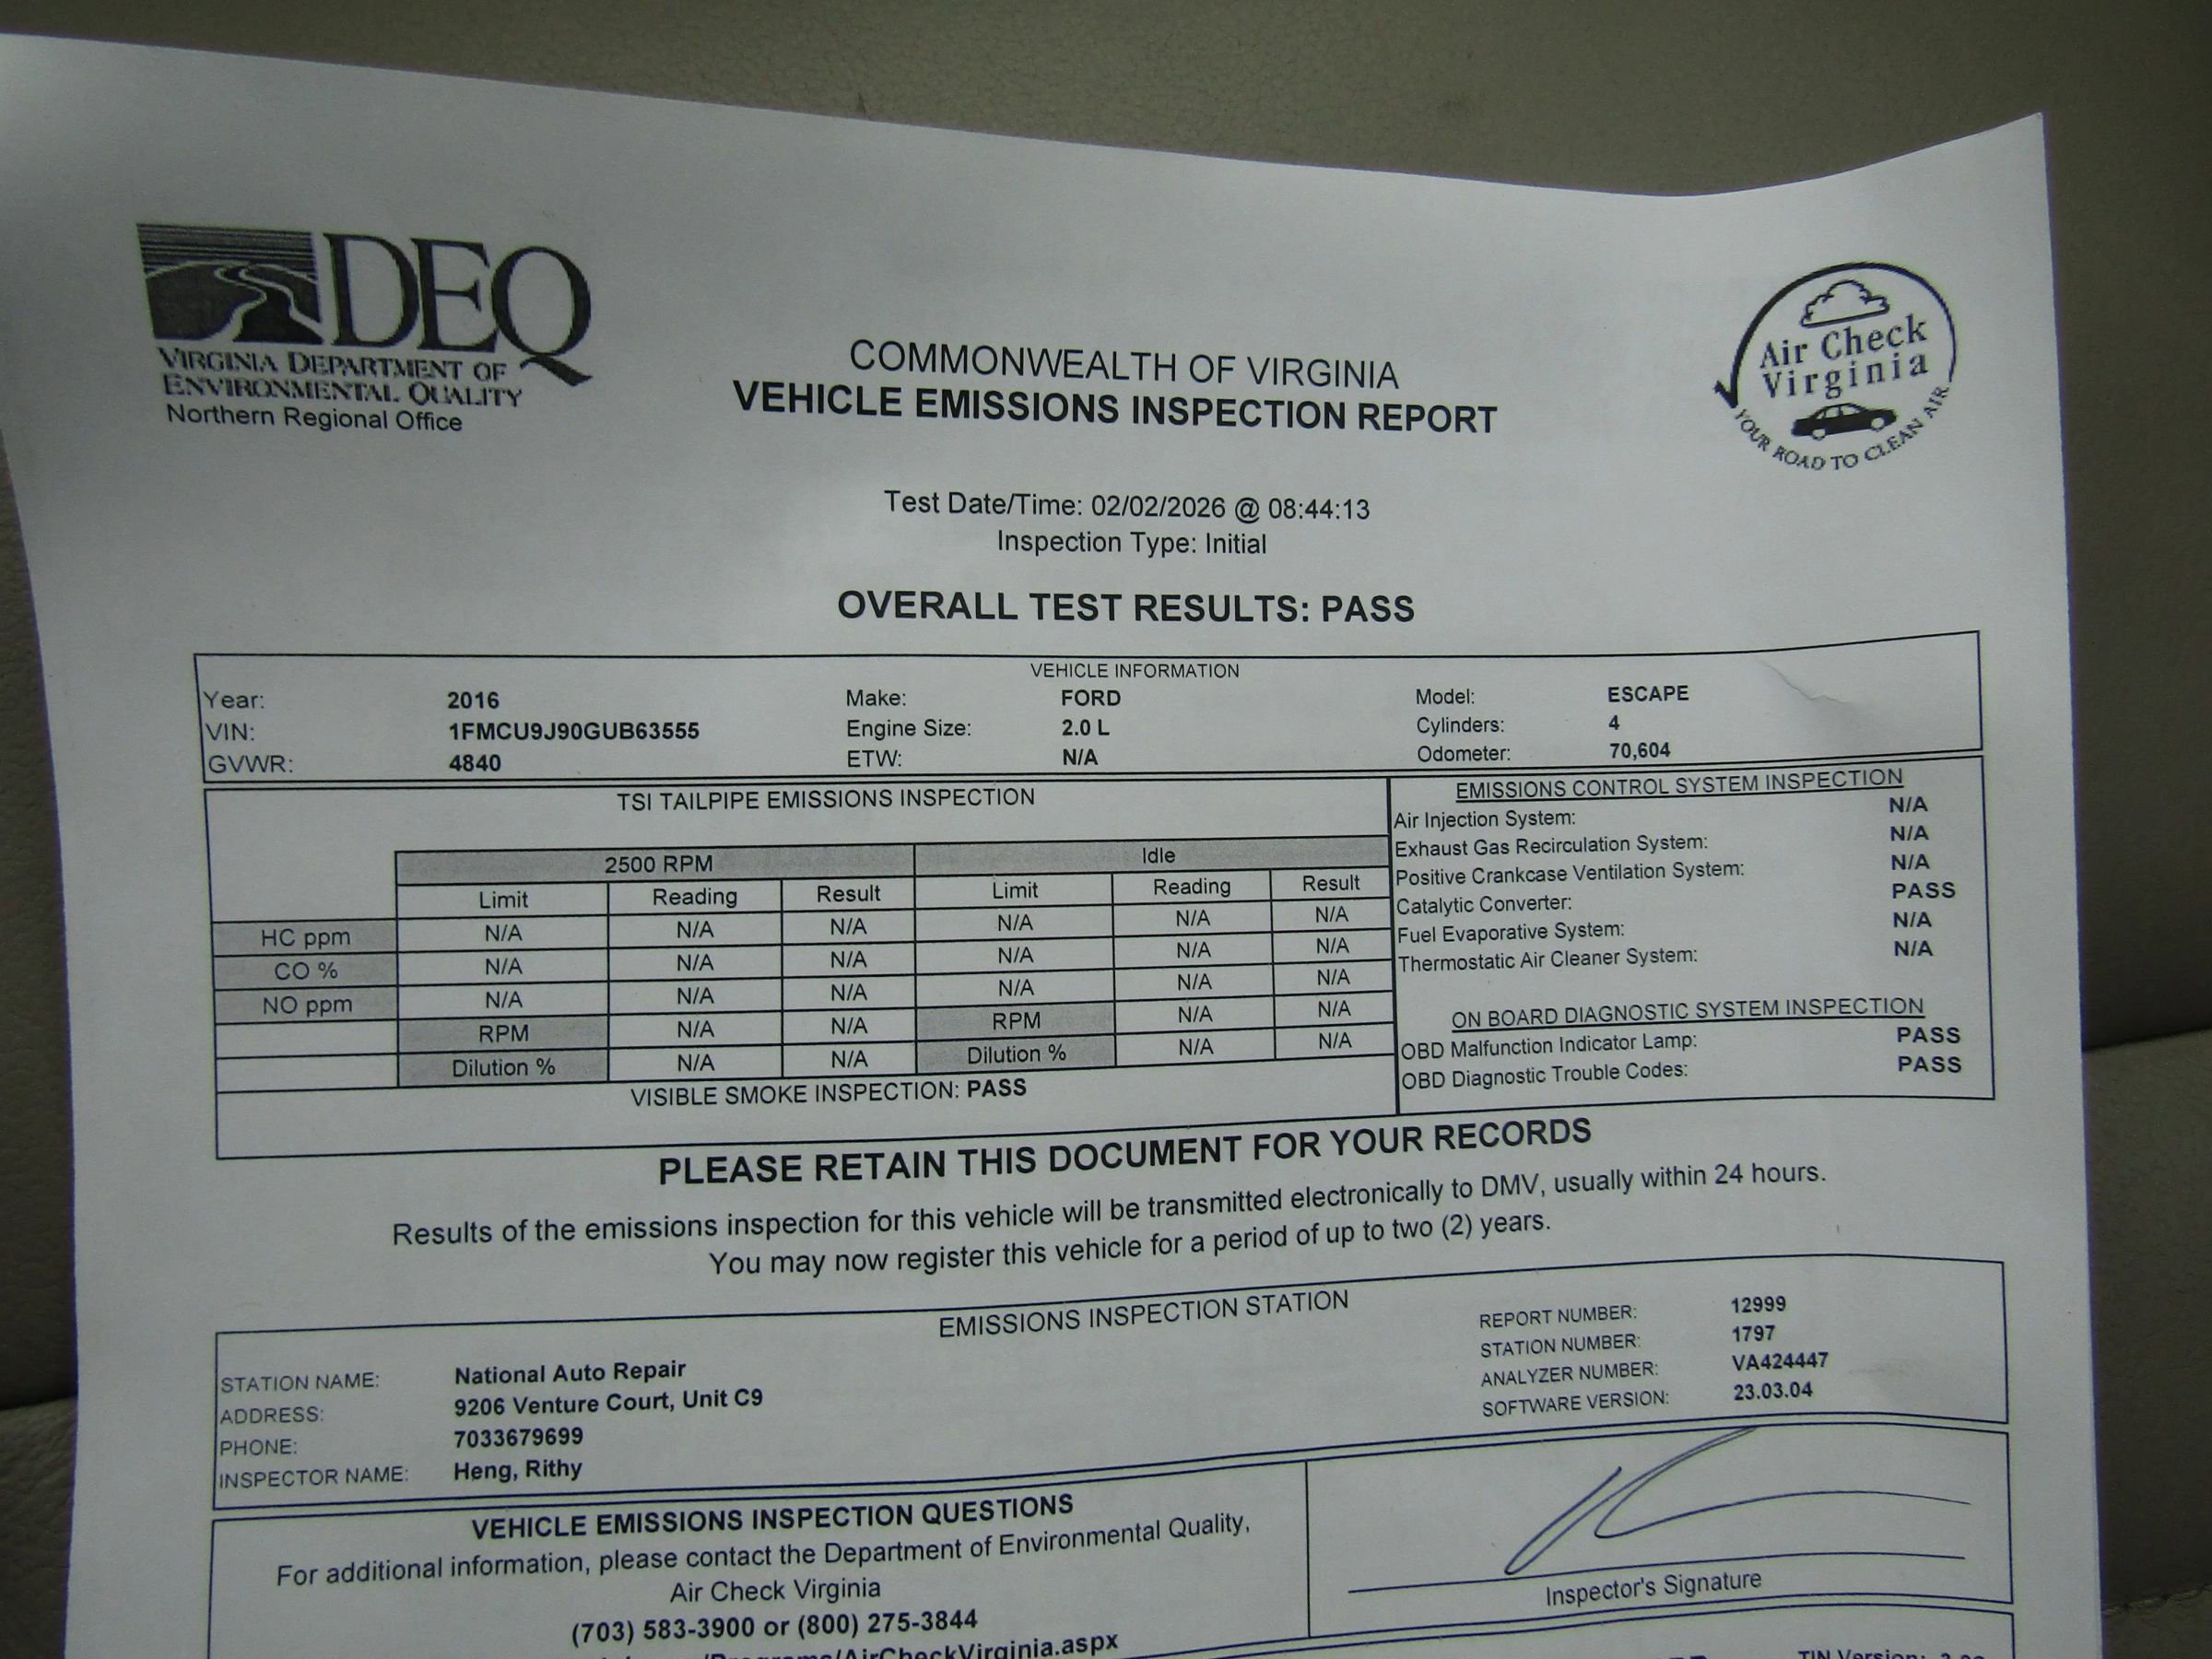 DEQ
VIRGINIA DEPARTMENT OF
ENVIRONMENTAL QUALITY
Northern Regional Office
COMMONWEALTH OF VIRGINIA
VEHICLE EMISSIONS INSPECTION REPORT
Air Check
Virginia
YOUR ROAD TO CLEAN AIR
Test Date/Time: 02/02/2026 @ 08:44:13
Inspection Type: Initial
OVERALL TEST RESULTS: PASS
VEHICLE INFORMATION
Year: 2016 Make: FORD Model: ESCAPE
VIN: 1FMCU9J90GUB63555 Engine Size: 2.0 L Cylinders: 4
GVWR: 4840 ETW: N/A Odometer: 70,604
TSI TAILPIPE EMISSIONS INSPECTION
2500 RPM Idle
Limit Reading Result Limit Reading Result
HC ppm N/A N/A N/A N/A N/A N/A
CO % N/A N/A N/A N/A N/A N/A
NO ppm N/A N/A N/A N/A N/A N/A
RPM N/A N/A RPM N/A N/A
Dilution % N/A N/A Dilution % N/A N/A
VISIBLE SMOKE INSPECTION: PASS
EMISSIONS CONTROL SYSTEM INSPECTION
Air Injection System: N/A
Exhaust Gas Recirculation System: N/A
Positive Crankcase Ventilation System: N/A
Catalytic Converter: PASS
Fuel Evaporative System: N/A
Thermostatic Air Cleaner System: N/A
ON BOARD DIAGNOSTIC SYSTEM INSPECTION
OBD Malfunction Indicator Lamp: PASS
OBD Diagnostic Trouble Codes: PASS
PLEASE RETAIN THIS DOCUMENT FOR YOUR RECORDS
Results of the emissions inspection for this vehicle will be transmitted electronically to DMV, usually within 24 hours.
You may now register this vehicle for a period of up to two (2) years.
EMISSIONS INSPECTION STATION
STATION NAME: National Auto Repair
ADDRESS: 9206 Venture Court, Unit C9
PHONE: 7033679699
INSPECTOR NAME: Heng, Rithy
REPORT NUMBER: 12999
STATION NUMBER: 1797
ANALYZER NUMBER: VA424447
SOFTWARE VERSION: 23.03.04
VEHICLE EMISSIONS INSPECTION QUESTIONS
For additional information, please contact the Department of Environmental Quality,
Air Check Virginia
(703) 583-3900 or (800) 275-3844
/Programs/AirCheckVirginia.aspx
Inspector's Signature
TIN Version: